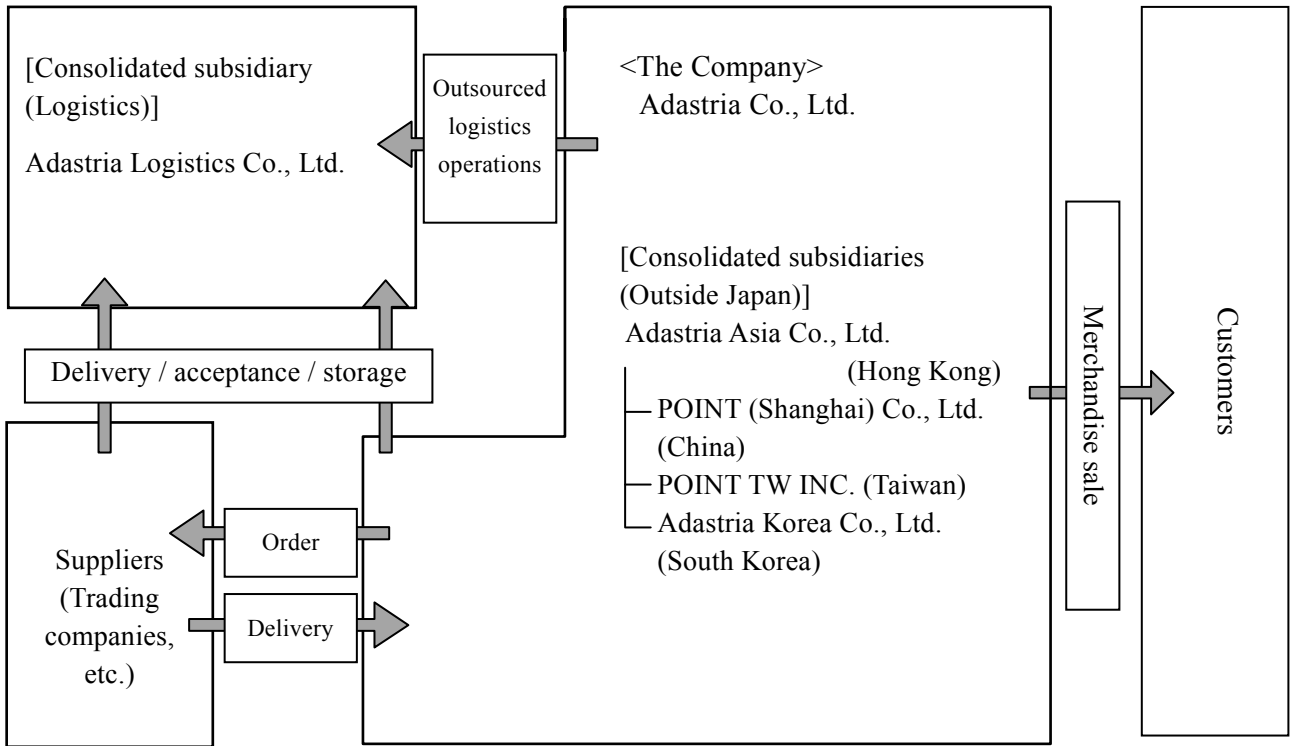 [Consolidated subsidiary
(Logistics)]
Adastria Logistics Co., Ltd.
Outsourced
logistics
operations
<The Company>
Adastria Co., Ltd.
[Consolidated subsidiaries
(Outside Japan)]
Adastria Asia Co., Ltd.
(Hong Kong)
POINT (Shanghai) Co., Ltd.
(China)
POINT TW INC. (Taiwan)
Adastria Korea Co., Ltd.
(South Korea)
Merchandise sale
Customers
Delivery / acceptance / storage
Suppliers
(Trading
companies,
etc.)
Order
Delivery